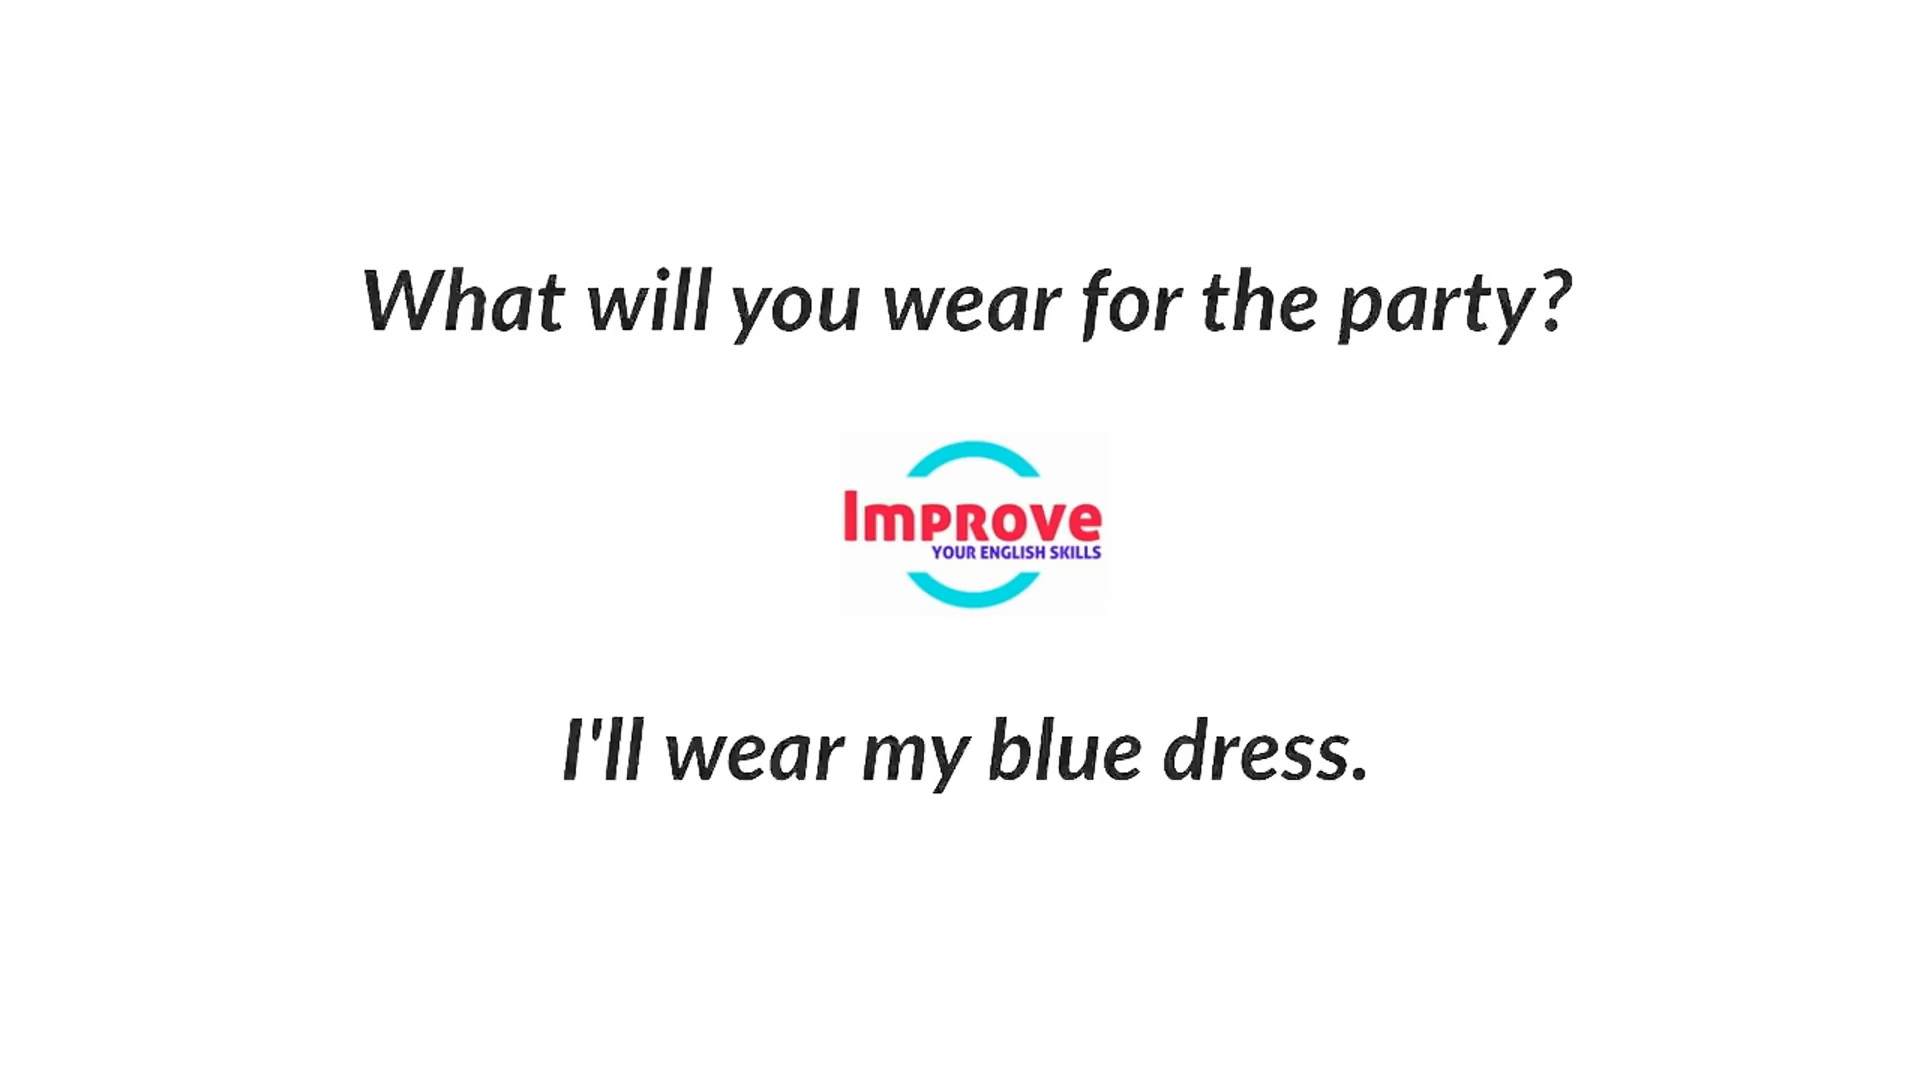 What will you wear for the party?
Improve
YOUR ENGLISH SKILLS
I'll wear my blue dress.